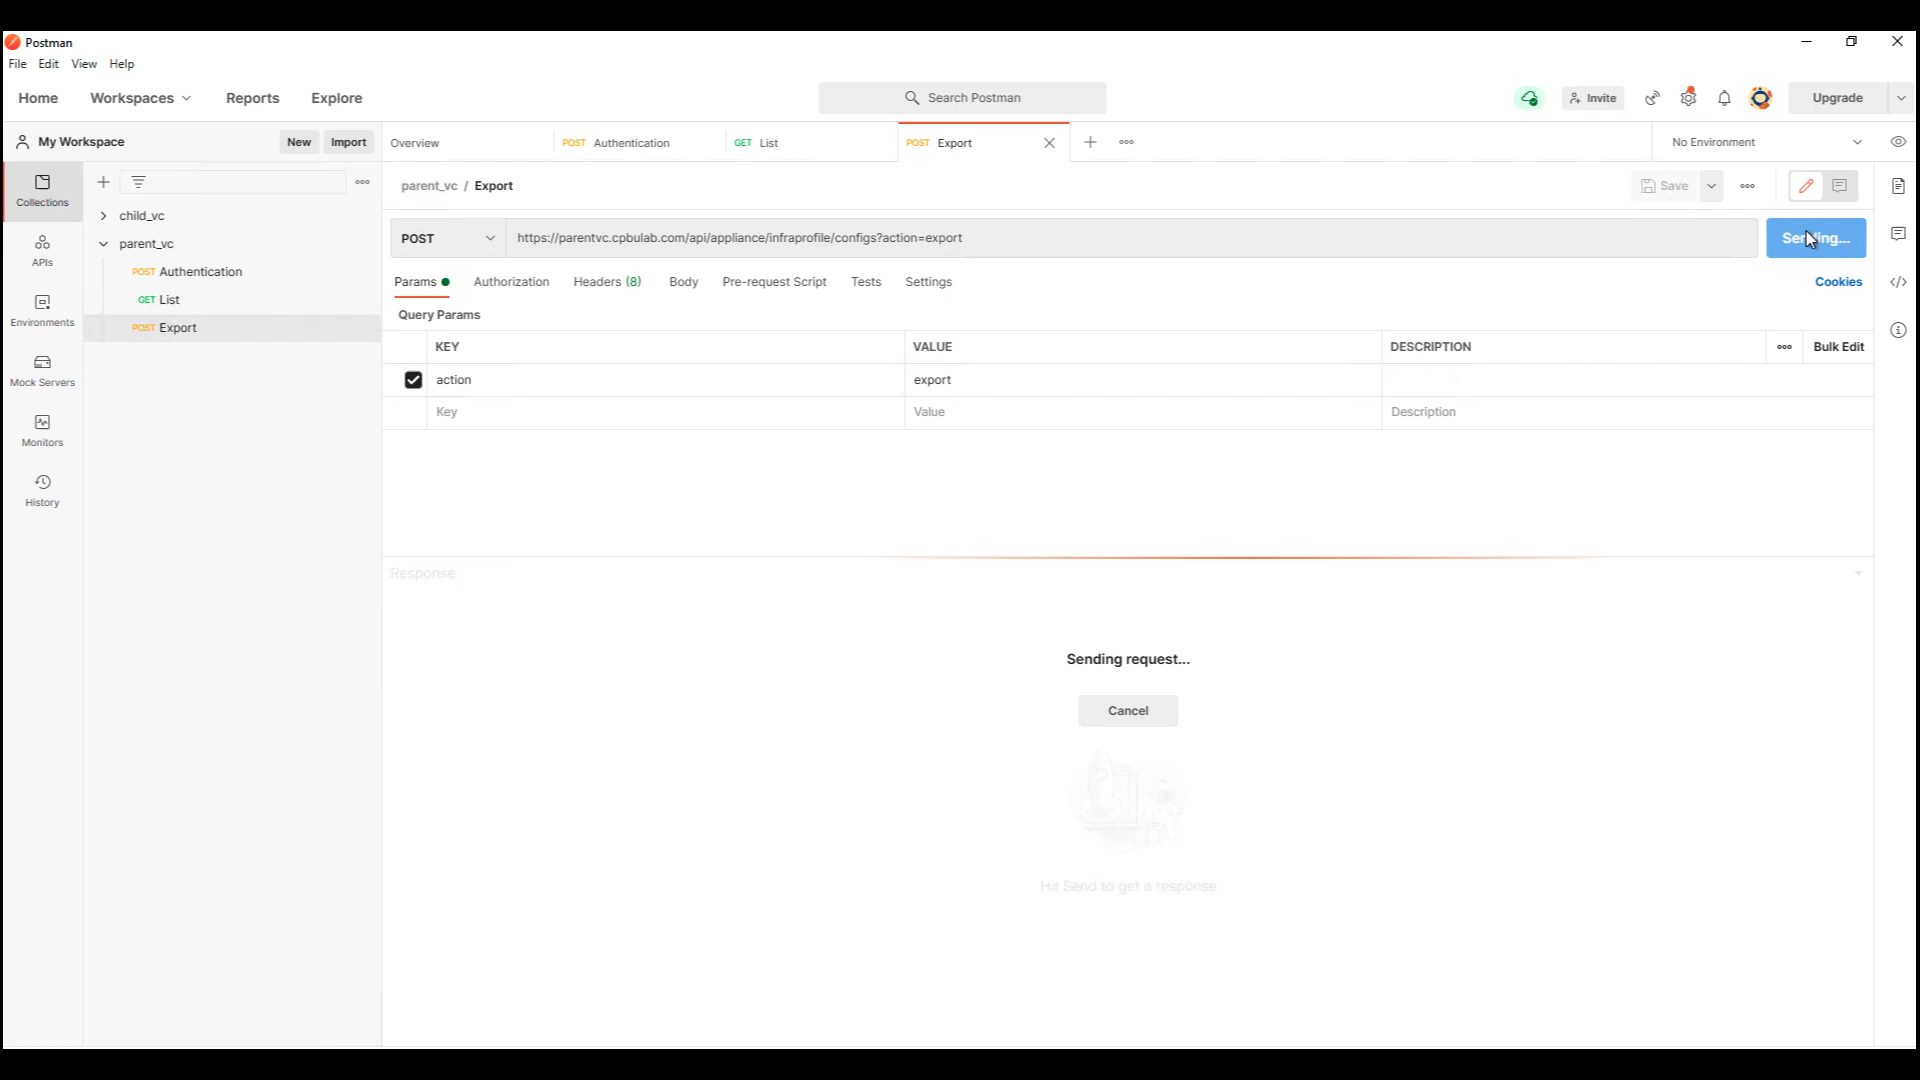 Postman
File Edit View Help
Home Workspaces Reports Explore Search Postman Invite Upgrade
My Workspace New Import Overview POST Authentication GET List POST Export No Environment
Collections
APIs
Environments
Mock Servers
Monitors
History
child_vc
parent_vc
POST Authentication
GET List
POST Export
parent_vc / Export Save
POST https://parentvc.cpbulab.com/api/appliance/infraprofile/configs?action=export Sending...
Params Authorization Headers (8) Body Pre-request Script Tests Settings Cookies
Query Params
KEY VALUE DESCRIPTION Bulk Edit
action export
Key Value Description
Response
Sending request...
Cancel
Hit Send to get a response